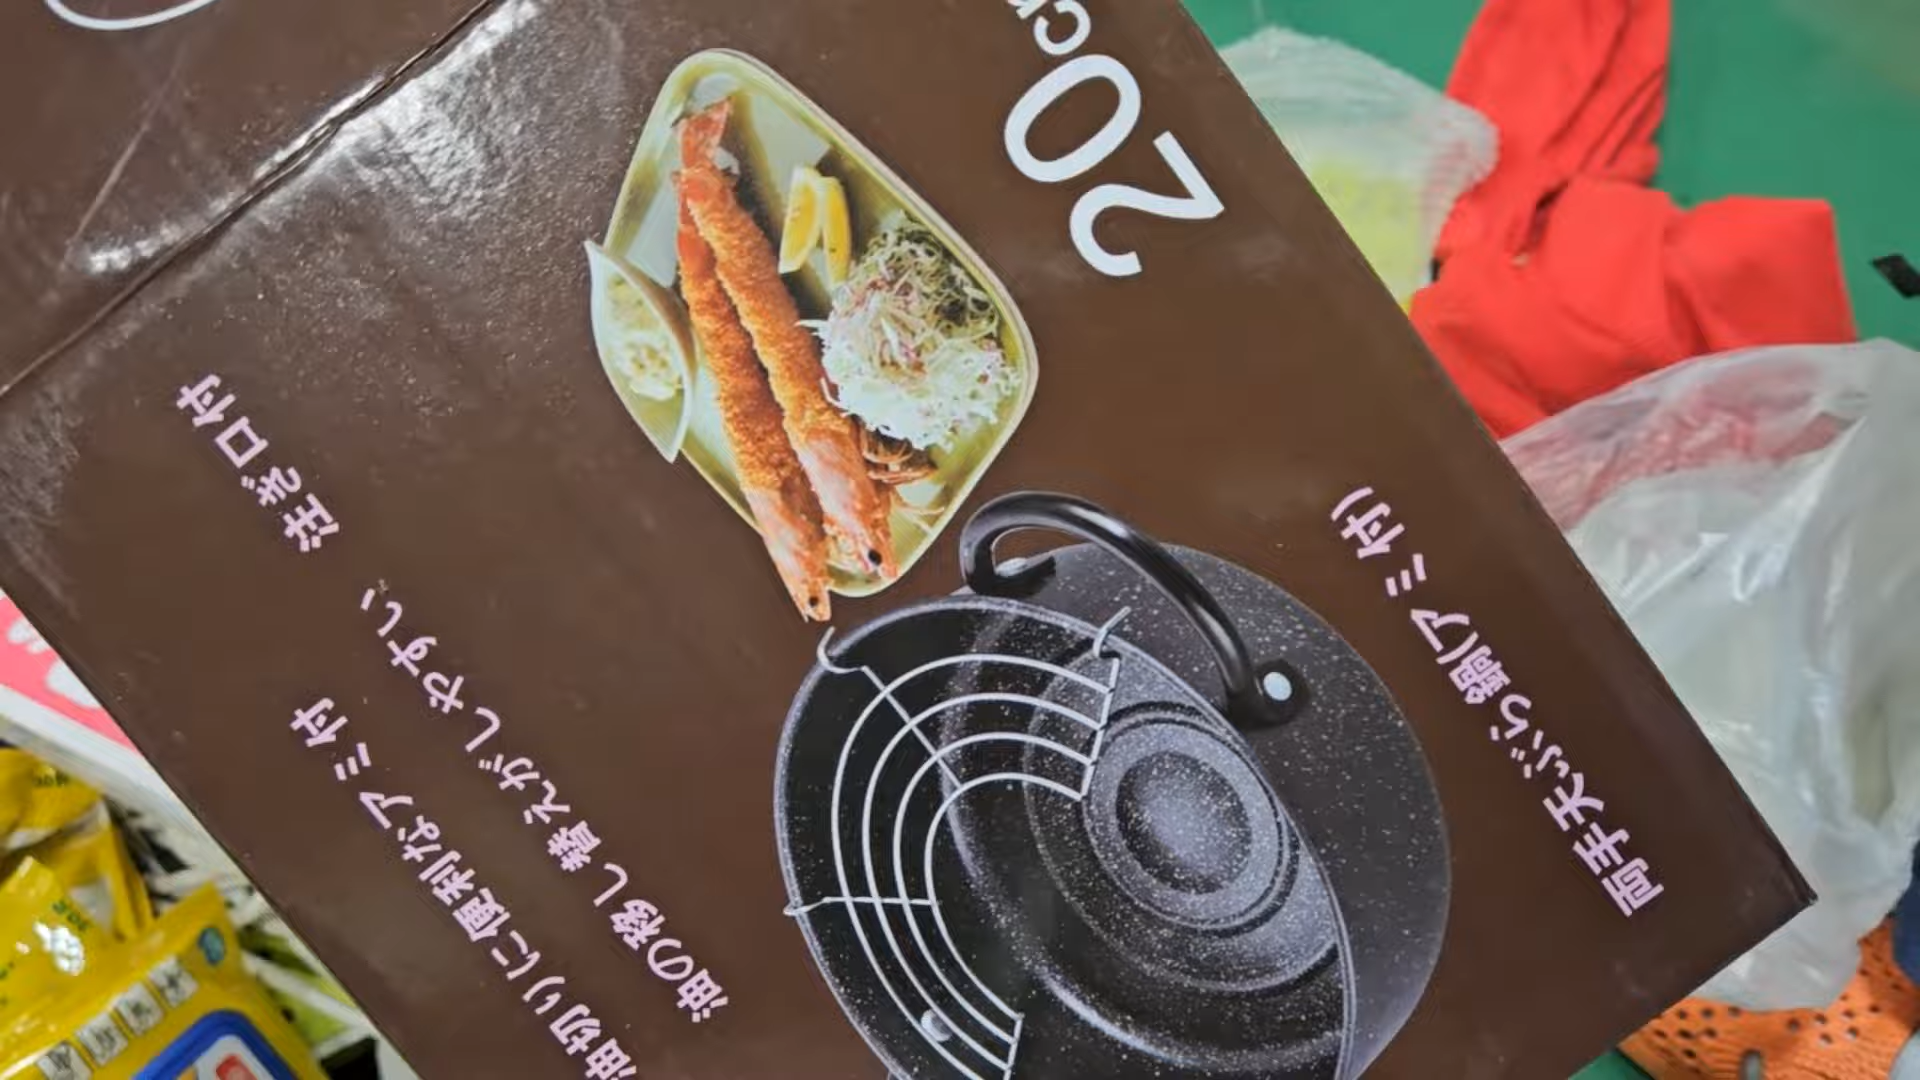 両手天ぷら鍋(アミ付)
20cm
油の移し替えがしやすい、注ぎ口付
油切りに便利なアミ付